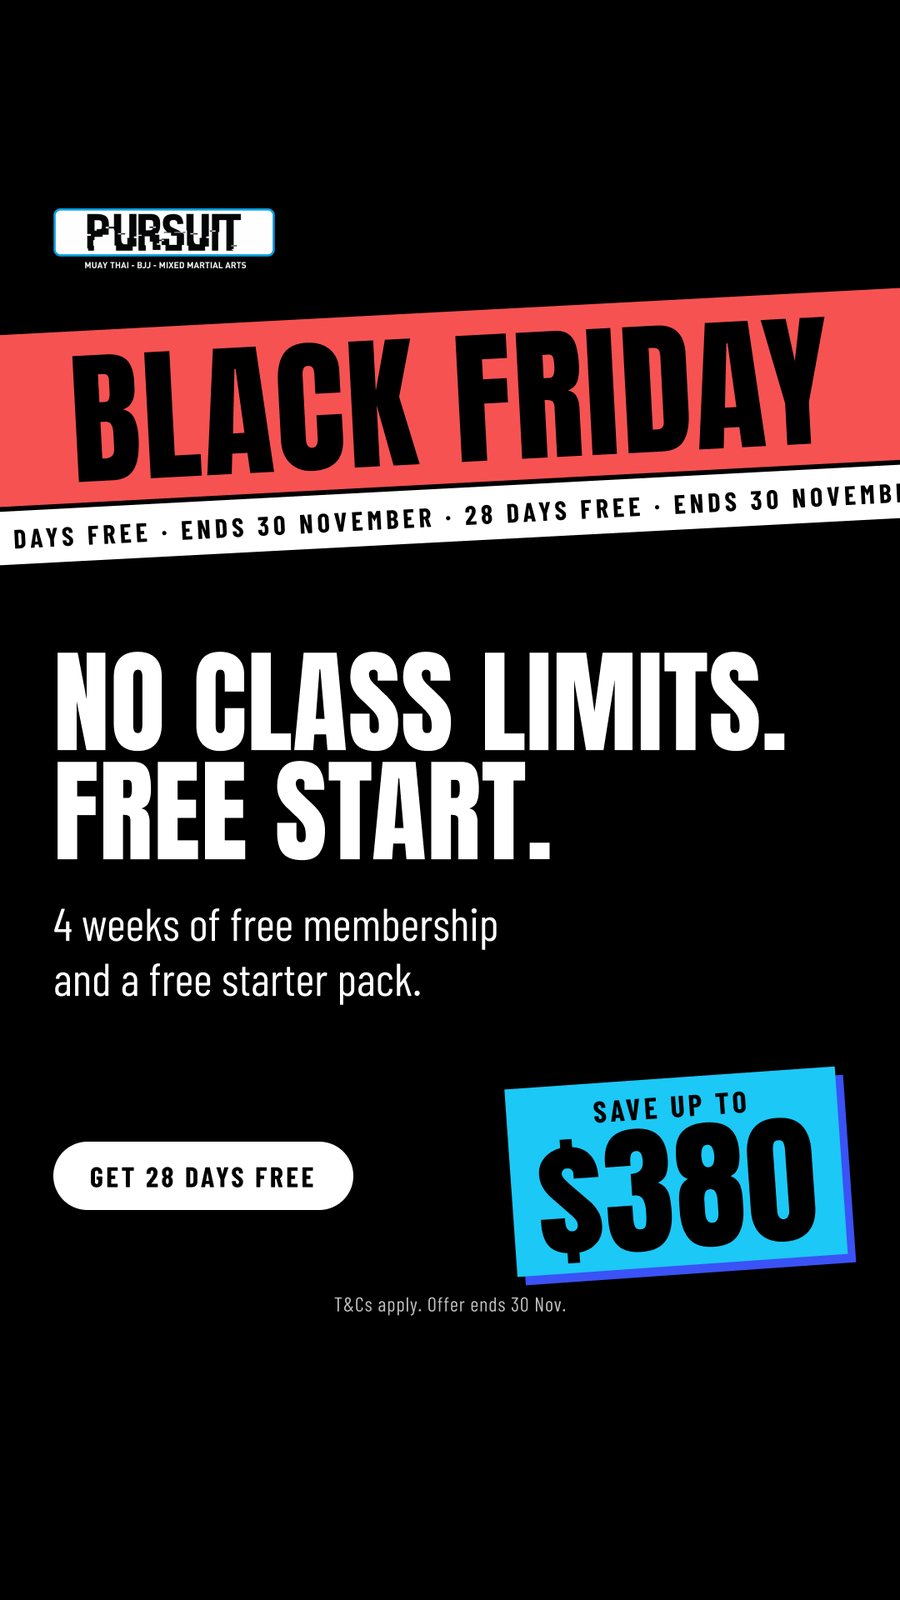 PURSUIT
MUAY THAI - BJJ - MIXED MARTIAL ARTS
BLACK FRIDAY
DAYS FREE · ENDS 30 NOVEMBER · 28 DAYS FREE · ENDS 30 NOVEMBE
NO CLASS LIMITS.
FREE START.
4 weeks of free membership
and a free starter pack.
SAVE UP TO
$380
GET 28 DAYS FREE
T&Cs apply. Offer ends 30 Nov.